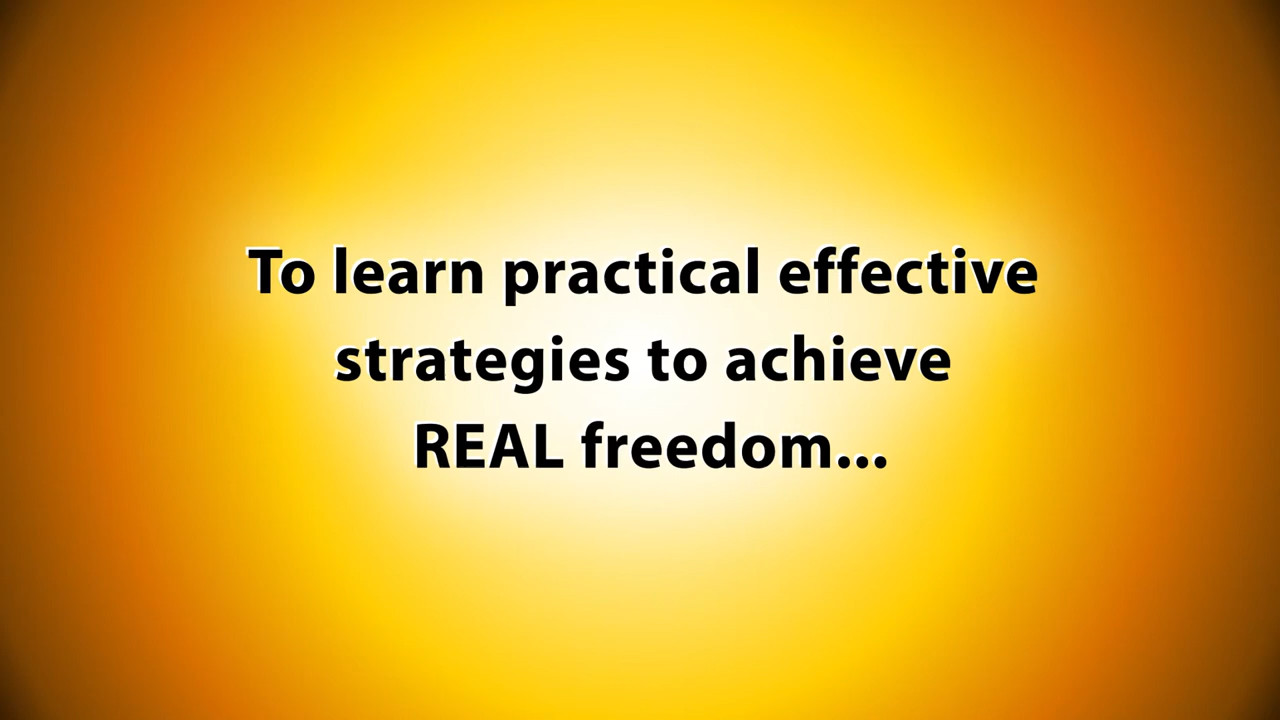 To learn practical effective
strategies to achieve
REAL freedom...